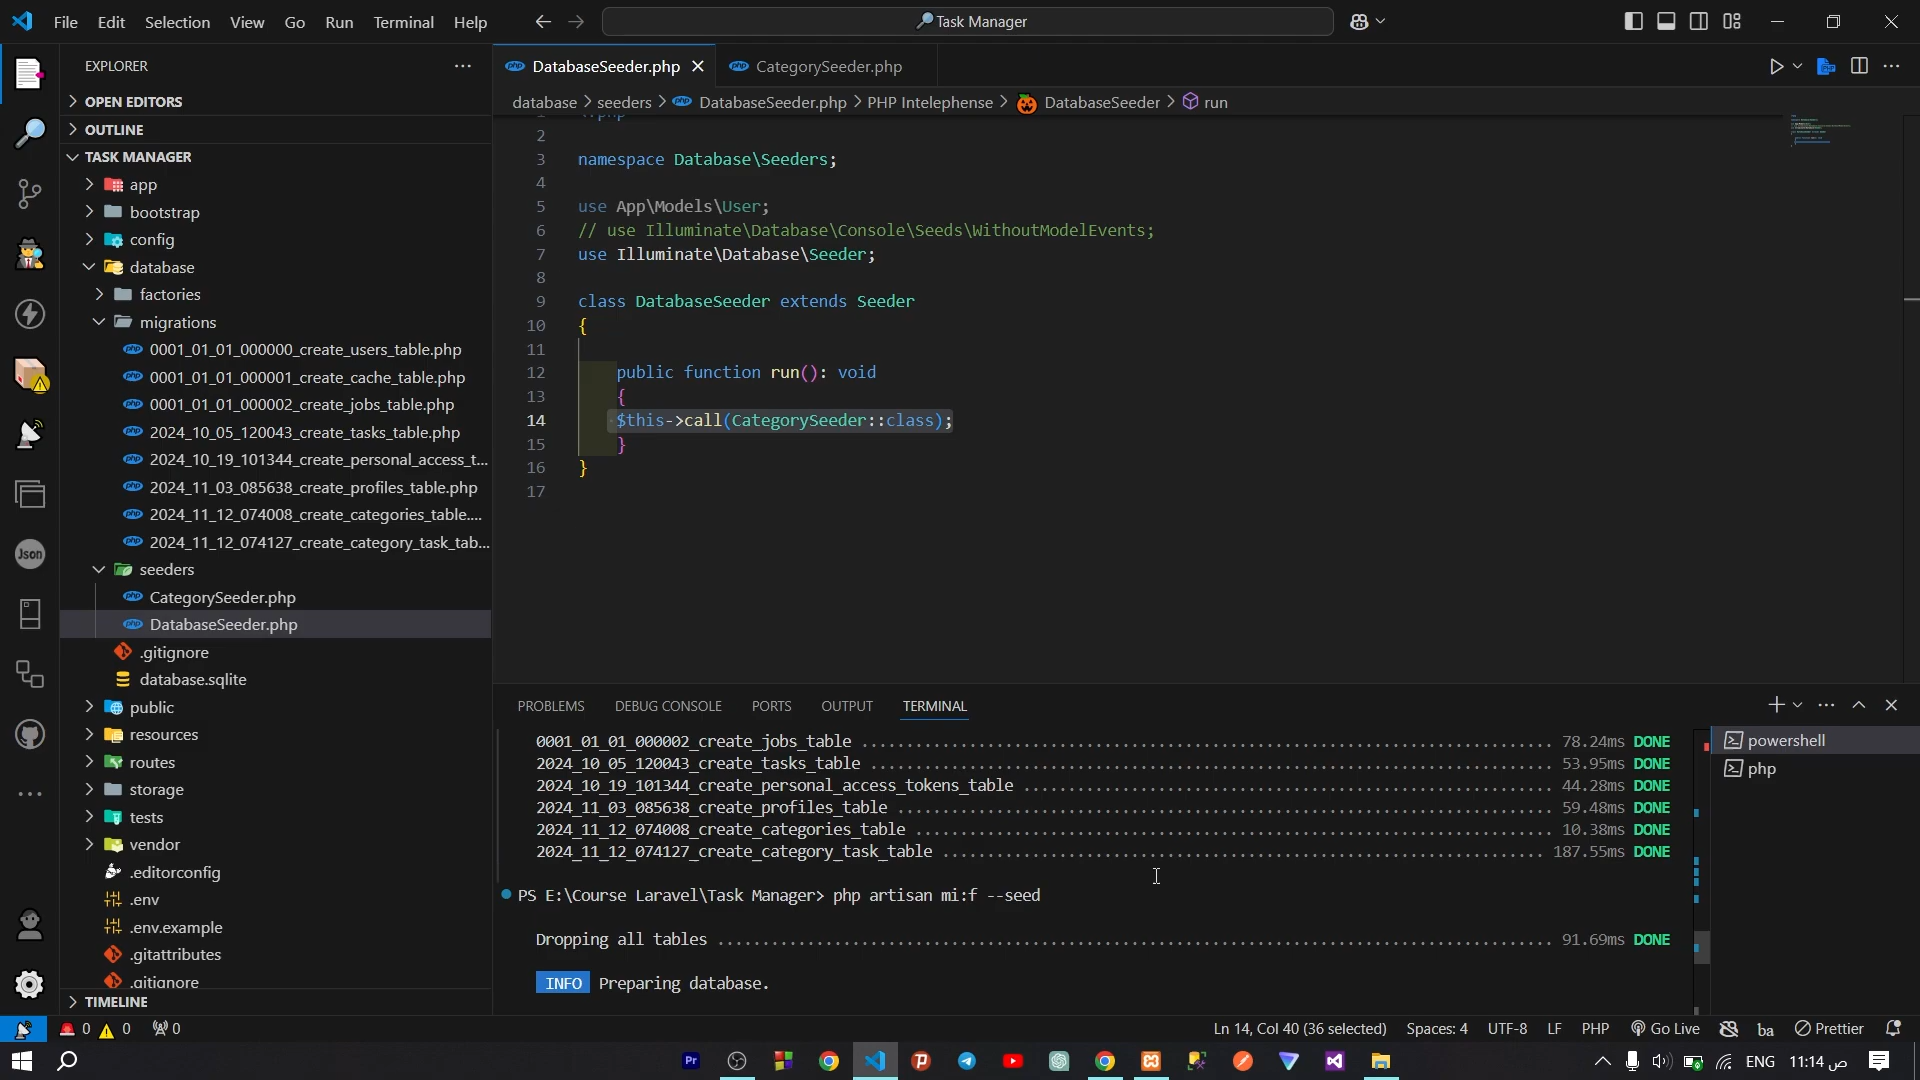 File Edit Selection View Go Run Terminal Help
Task Manager
EXPLORER
OPEN EDITORS
OUTLINE
TASK MANAGER
app
bootstrap
config
database
factories
migrations
0001_01_01_000000_create_users_table.php
0001_01_01_000001_create_cache_table.php
0001_01_01_000002_create_jobs_table.php
2024_10_05_120043_create_tasks_table.php
2024_10_19_101344_create_personal_access_t...
2024_11_03_085638_create_profiles_table.php
2024_11_12_074008_create_categories_table....
2024_11_12_074127_create_category_task_tab...
seeders
CategorySeeder.php
DatabaseSeeder.php
.gitignore
database.sqlite
public
resources
routes
storage
tests
vendor
.editorconfig
.env
.env.example
.gitattributes
.gitignore
TIMELINE
Json
DatabaseSeeder.php
CategorySeeder.php
database > seeders > DatabaseSeeder.php > PHP Intelephense > DatabaseSeeder > run
2
3 namespace Database\Seeders;
4
5 use App\Models\User;
6 // use Illuminate\Database\Console\Seeds\WithoutModelEvents;
7 use Illuminate\Database\Seeder;
8
9 class DatabaseSeeder extends Seeder
10 {
11
12 public function run(): void
13 {
14 $this->call(CategorySeeder::class);
15 }
16 }
17
PROBLEMS DEBUG CONSOLE PORTS OUTPUT TERMINAL
0001_01_01_000002_create_jobs_table ... 78.24ms DONE
2024_10_05_120043_create_tasks_table ... 53.95ms DONE
2024_10_19_101344_create_personal_access_tokens_table ... 44.28ms DONE
2024_11_03_085638_create_profiles_table ... 59.48ms DONE
2024_11_12_074008_create_categories_table ... 10.38ms DONE
2024_11_12_074127_create_category_task_table ... 187.55ms DONE
PS E:\Course Laravel\Task Manager> php artisan mi:f --seed
Dropping all tables ... 91.69ms DONE
INFO Preparing database.
powershell
php
0 0 0
Ln 14, Col 40 (36 selected) Spaces: 4 UTF-8 LF PHP Go Live ba Prettier
Pr
ENG 11:14 ص